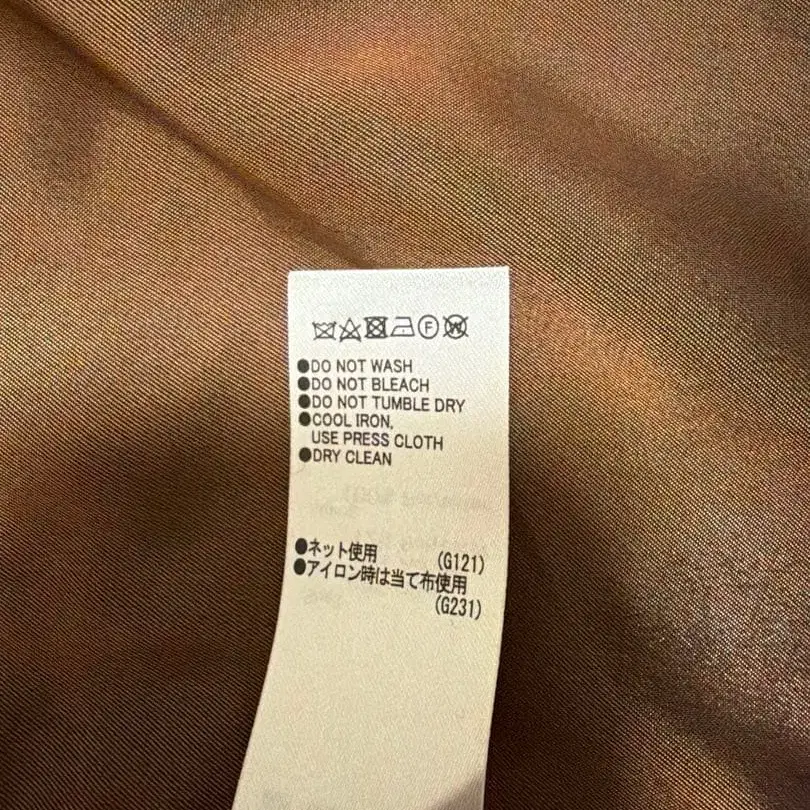 F W
●DO NOT WASH
●DO NOT BLEACH
●DO NOT TUMBLE DRY
●COOL IRON,
USE PRESS CLOTH
●DRY CLEAN
●ネット使用 (G121)
●アイロン時は当て布使用
(G231)